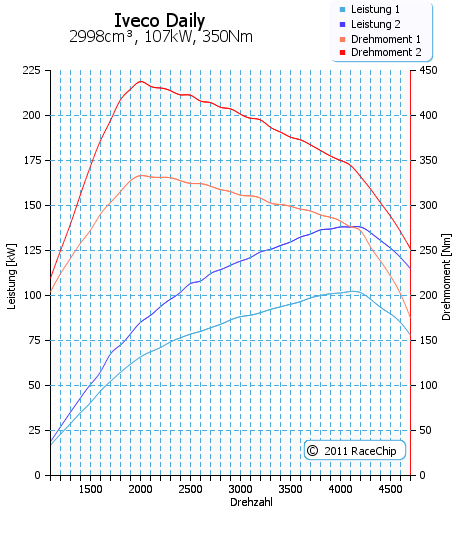 Iveco Daily
2998cm³, 107kW, 350Nm
Leistung 1
Leistung 2
Drehmoment 1
Drehmoment 2
225
200
175
150
125
100
75
50
25
0
Leistung [kW]
450
400
350
300
250
200
150
100
50
0
Drehmoment [Nm]
© 2011 RaceChip
1500 2000 2500 3000 3500 4000 4500
Drehzahl